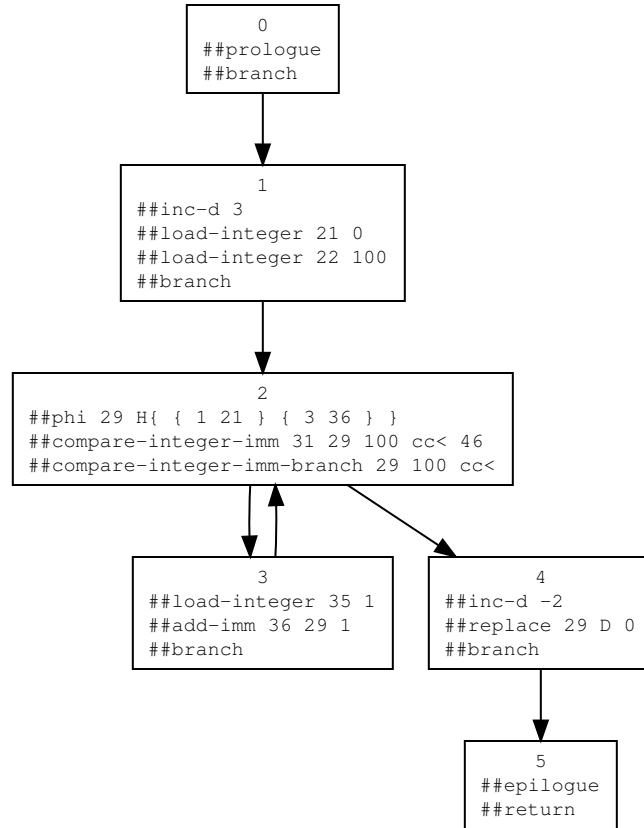 0
##prologue
##branch
1
##inc-d 3
##load-integer 21 0
##load-integer 22 100
##branch
2
##phi 29 H{ { 1 21 } { 3 36 } }
##compare-integer-imm 31 29 100 cc< 46
##compare-integer-imm-branch 29 100 cc<
3
##load-integer 35 1
##add-imm 36 29 1
##branch
4
##inc-d -2
##replace 29 D 0
##branch
5
##epilogue
##return